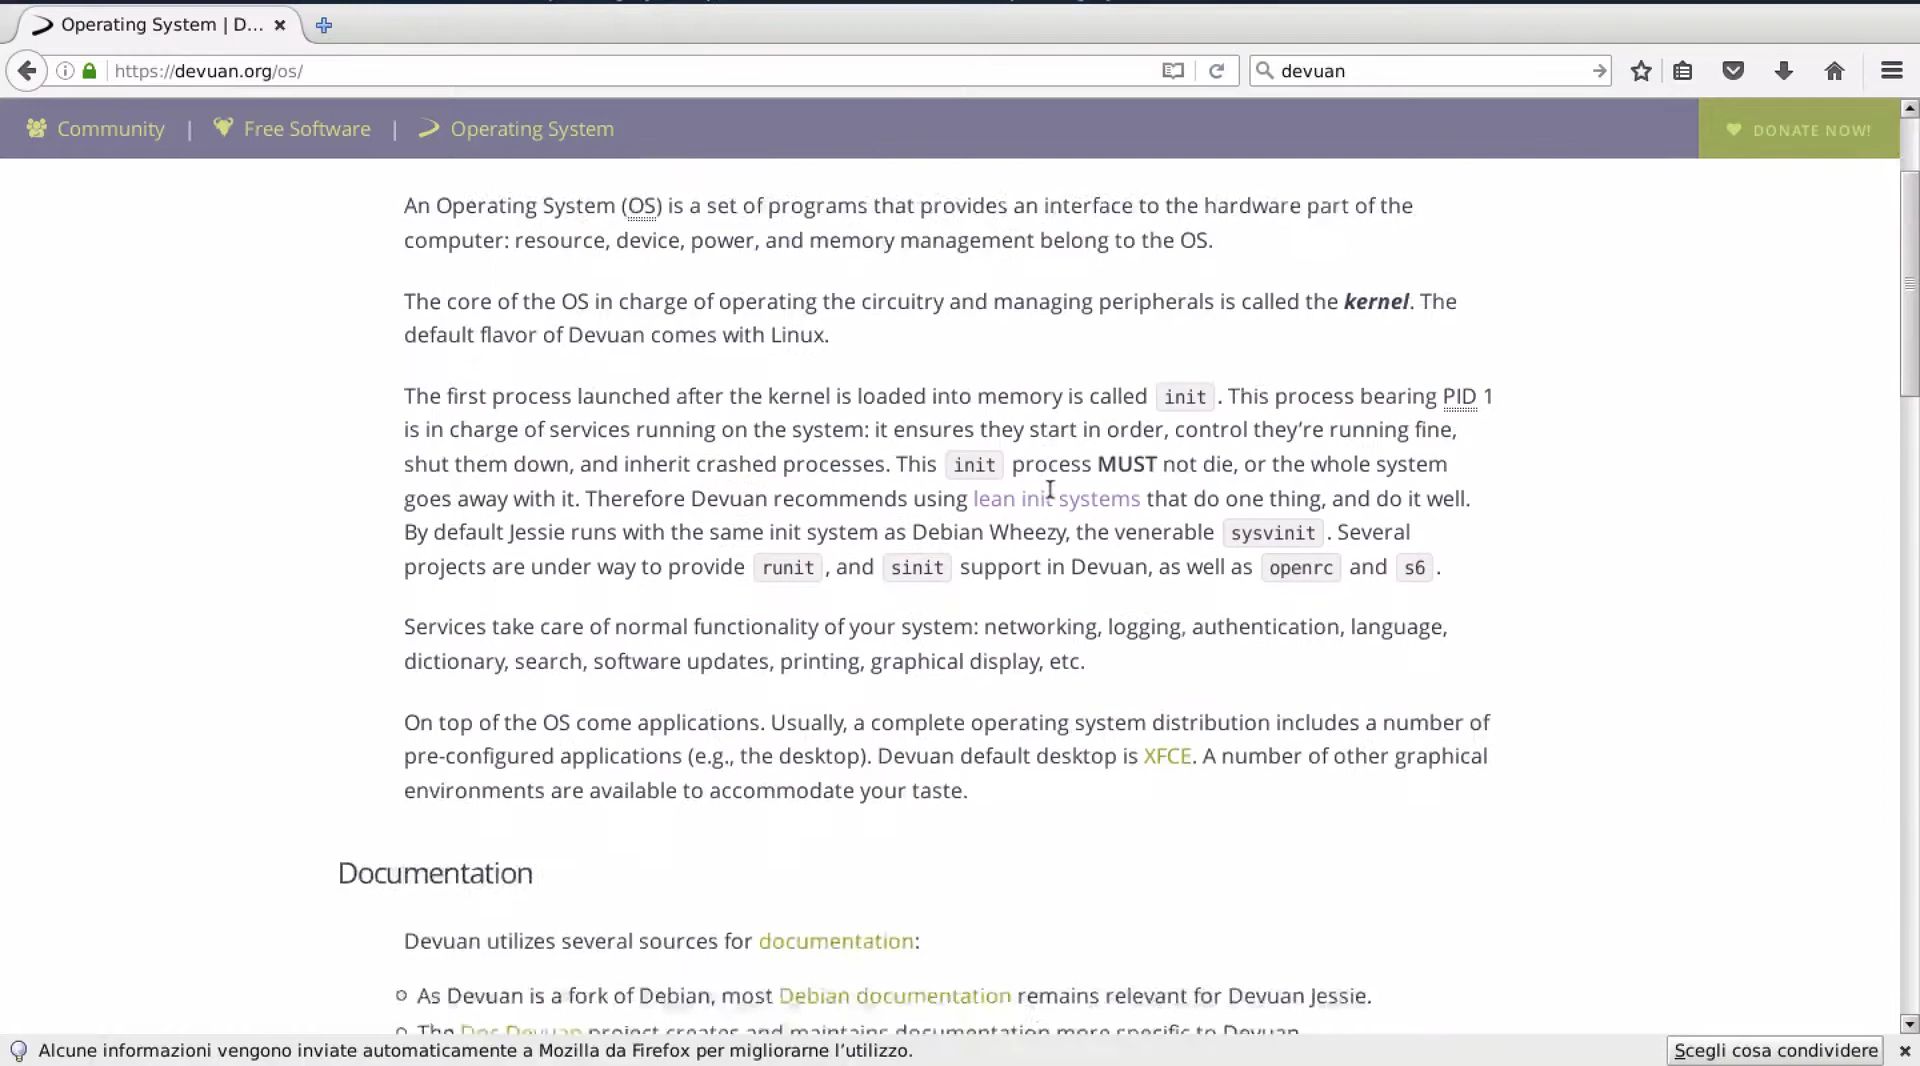 Operating System | D...
https://devuan.org/os/
devuan
Community | Free Software | Operating System
DONATE NOW!
An Operating System (OS) is a set of programs that provides an interface to the hardware part of the
computer: resource, device, power, and memory management belong to the OS.
The core of the OS in charge of operating the circuitry and managing peripherals is called the kernel. The
default flavor of Devuan comes with Linux.
The first process launched after the kernel is loaded into memory is called init. This process bearing PID 1
is in charge of services running on the system: it ensures they start in order, control they're running fine,
shut them down, and inherit crashed processes. This init process MUST not die, or the whole system
goes away with it. Therefore Devuan recommends using lean init systems that do one thing, and do it well.
By default Jessie runs with the same init system as Debian Wheezy, the venerable sysvinit. Several
projects are under way to provide runit, and sinit support in Devuan, as well as openrc and s6.
Services take care of normal functionality of your system: networking, logging, authentication, language,
dictionary, search, software updates, printing, graphical display, etc.
On top of the OS come applications. Usually, a complete operating system distribution includes a number of
pre-configured applications (e.g., the desktop). Devuan default desktop is XFCE. A number of other graphical
environments are available to accommodate your taste.
Documentation
Devuan utilizes several sources for documentation:
As Devuan is a fork of Debian, most Debian documentation remains relevant for Devuan Jessie.
The Doc Devuan project creates and maintains documentation more specific to Devuan.
Alcune informazioni vengono inviate automaticamente a Mozilla da Firefox per migliorarne l'utilizzo.
Scegli cosa condividere